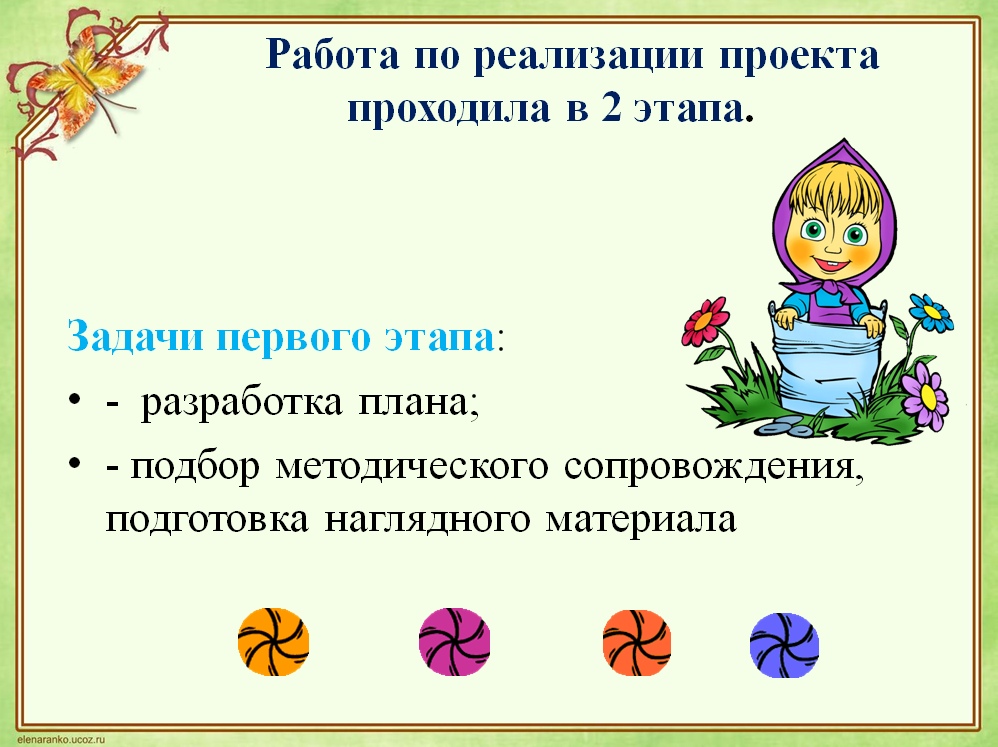 Работа по реализации проекта
проходила в 2 этапа.
Задачи первого этапа:
• - разработка плана;
• - подбор методического сопровождения,
подготовка наглядного материала
elenaranko.ucoz.ru